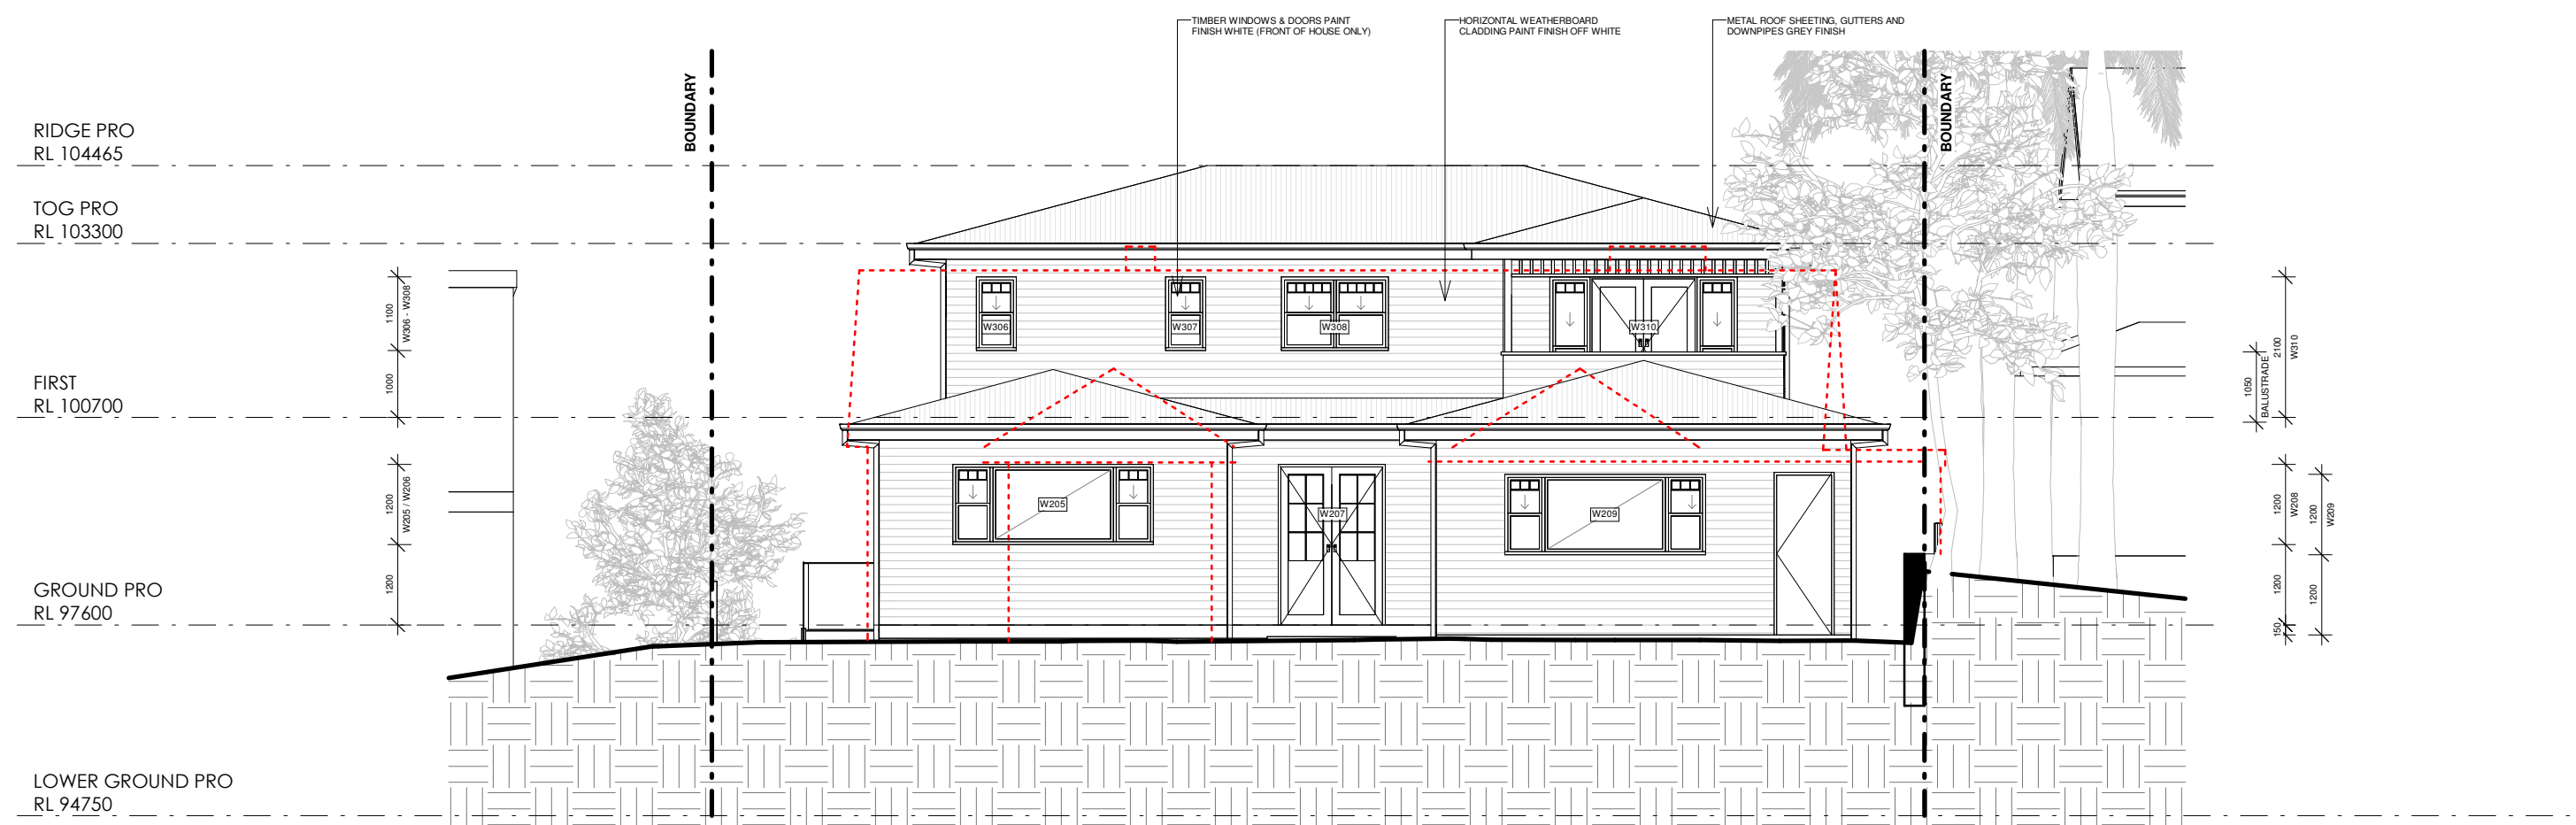 TIMBER WINDOWS & DOORS PAINT
FINISH WHITE (FRONT OF HOUSE ONLY)
HORIZONTAL WEATHERBOARD
CLADDING PAINT FINISH OFF WHITE
METAL ROOF SHEETING, GUTTERS AND
DOWNPIPES GREY FINISH
BOUNDARY
BOUNDARY
RIDGE PRO
RL 104465
TOG PRO
RL 103300
FIRST
RL 100700
GROUND PRO
RL 97600
LOWER GROUND PRO
RL 94750
1100
W306 - W308
1000
1200
W205 / W206
1200
W306
W307
W308
W310
W205
W207
W209
2100
W310
1050
BALUSTRADE
1200
W208
1200
W209
1200
1200
150